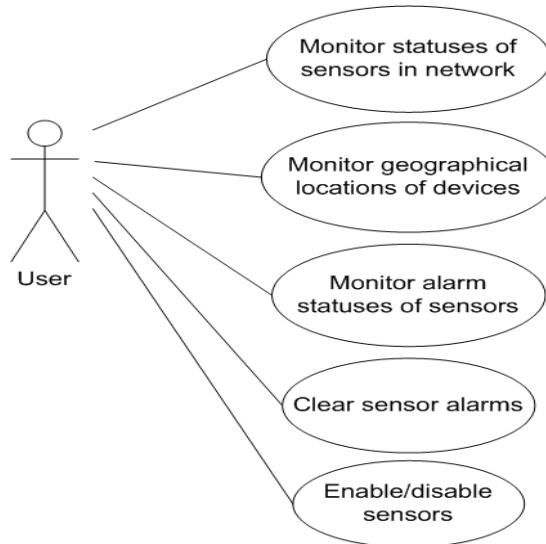 Monitor statuses of
sensors in network
Monitor geographical
locations of devices
User
Monitor alarm
statuses of sensors
Clear sensor alarms
Enable/disable
sensors